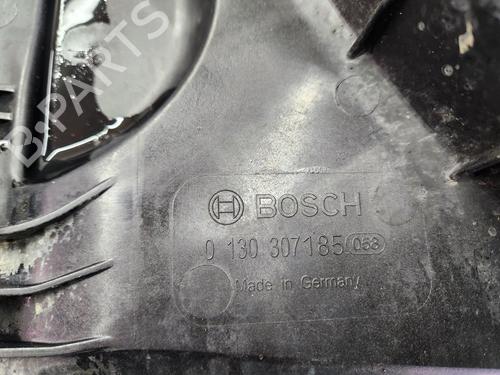 B-PARTS
BOSCH
0 130 307185 058
Made in Germany